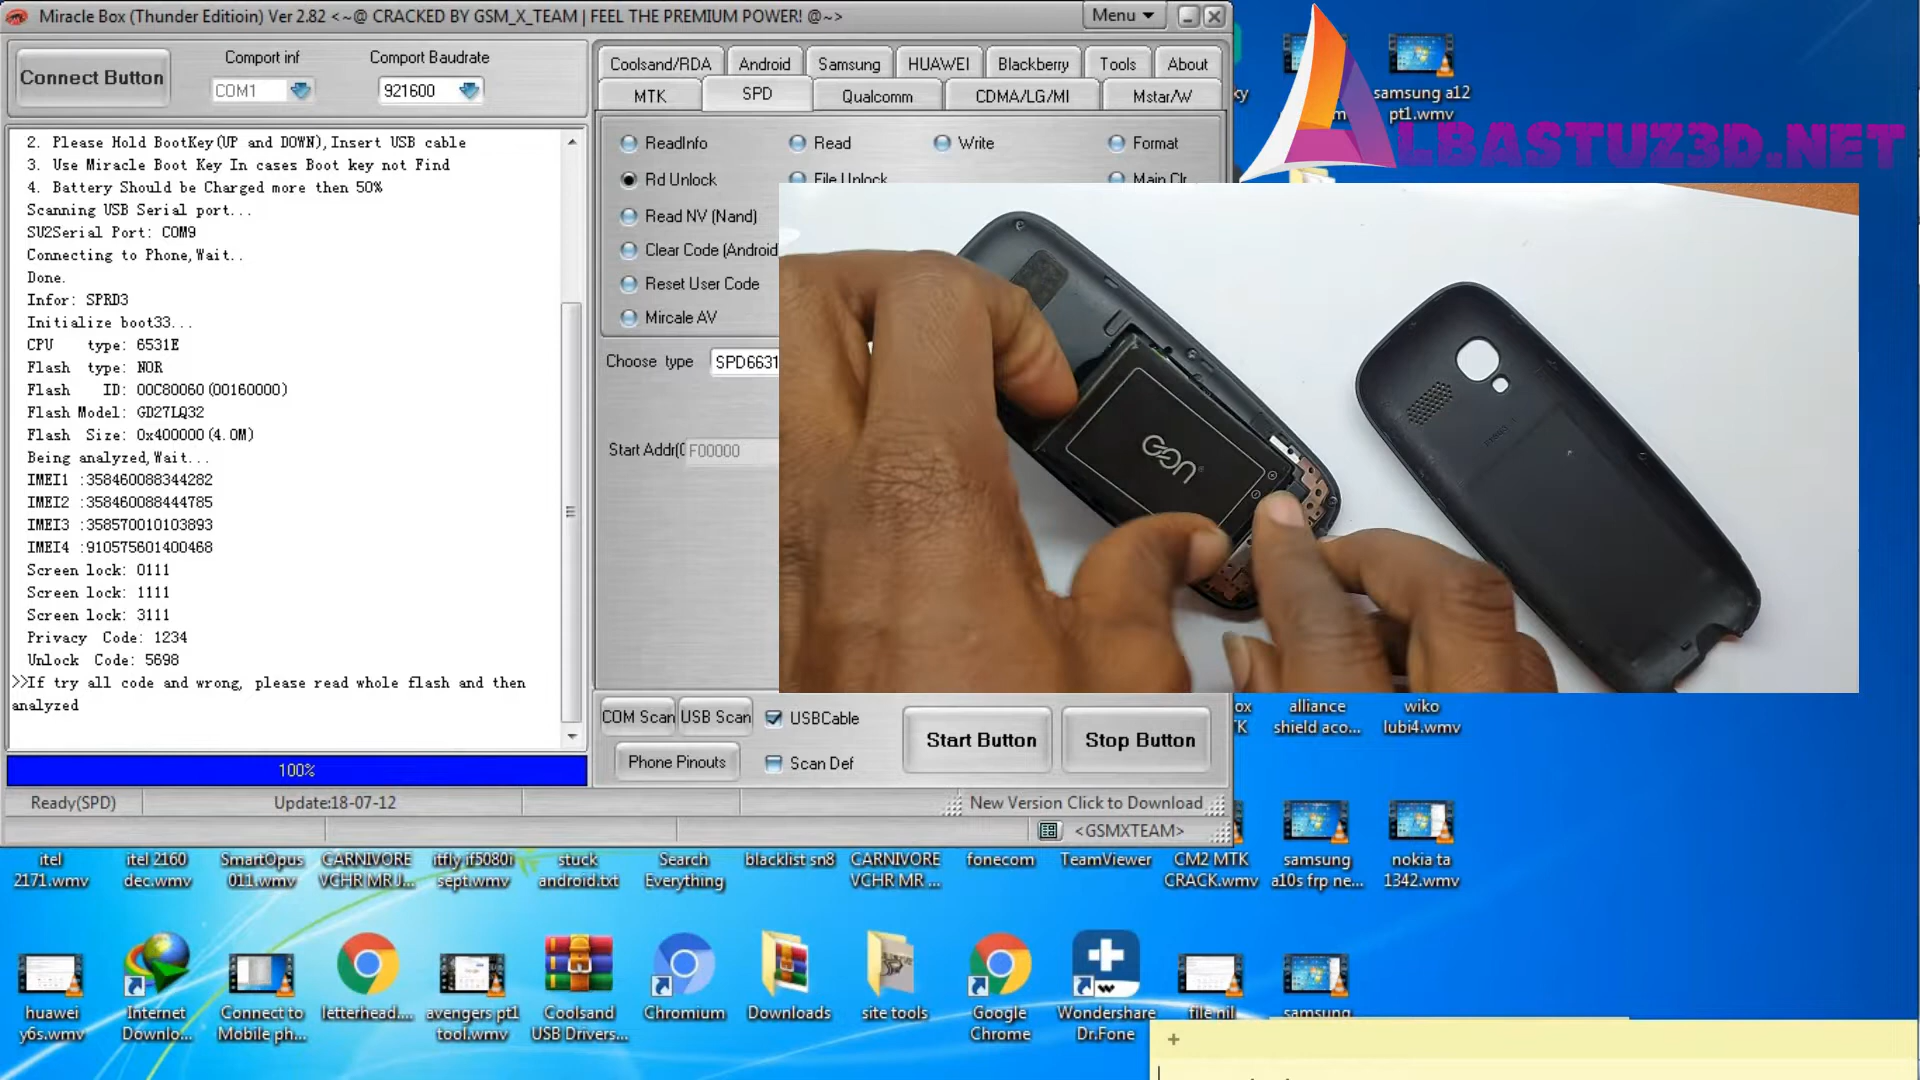 Miracle Box (Thunder Editioin) Ver 2.82 <~@ CRACKED BY GSM_X_TEAM | FEEL THE PREMIUM POWER! @~>
Menu
Connect Button
Comport inf
COM1
Comport Baudrate
921600
2. Please Hold BootKey(UP and DOWN),Insert USB cable
3. Use Miracle Boot Key In cases Boot key not Find
4. Battery Should be Charged more then 50%
Scanning USB Serial port...
SU2Serial Port: COM9
Connecting to Phone,Wait..
Done.
Infor: SPRD3
Initialize boot33...
CPU type: 6531E
Flash type: NOR
Flash ID: 00C80060(00160000)
Flash Model: GD27LQ32
Flash Size: 0x400000(4.0M)
Being analyzed,Wait...
IMEI1 :358460088344282
IMEI2 :358460088444785
IMEI3 :358570010103893
IMEI4 :910575601400468
Screen lock: 0111
Screen lock: 1111
Screen lock: 3111
Privacy Code: 1234
Unlock Code: 5698
>>If try all code and wrong, please read whole flash and then
analyzed
100%
Ready(SPD)
Update:18-07-12
New Version Click to Download
<GSMXTEAM>
Coolsand/RDA
Android
Samsung
HUAWEI
Blackberry
Tools
About
MTK
SPD
Qualcomm
CDMA/LG/MI
Mstar/W
ReadInfo
Read
Write
Format
Rd Unlock
File Unlock
Main Clr
Read NV (Nand)
Clear Code (Android
Reset User Code
Mircale AV
Choose type
SPD6631
Start Addr(
F00000
COM Scan
USB Scan
USBCable
Phone Pinouts
Scan Def
Start Button
Stop Button
samsung a12
pt1.wmv
LBASTUZ3D.NET
alliance
shield aco...
wiko
lubi4.wmv
itel
2171.wmv
itel 2160
dec.wmv
SmartOpus
011.wmv
CARNIVORE
VCHR MR J...
itfly if5080i
sept.wmv
stuck
android.txt
Search
Everything
blacklist sn8
CARNIVORE
VCHR MR ...
fonecom
TeamViewer
CM2 MTK
CRACK.wmv
samsung
a10s frp ne...
nokia ta
1342.wmv
huawei
y6s.wmv
Internet
Downlo...
Connect to
Mobile ph...
letterhead....
avengers pt1
tool.wmv
Coolsand
USB Drivers...
Chromium
Downloads
site tools
Google
Chrome
Wondershare
Dr.Fone
file nil
samsung